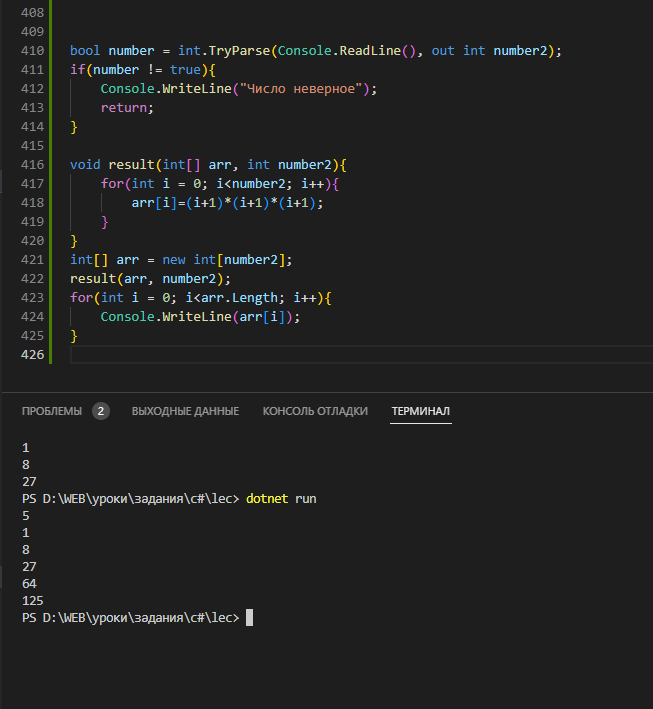 408
409
410 bool number = int.TryParse(Console.ReadLine(), out int number2);
411 if(number != true){
412 Console.WriteLine("Число неверное");
413 return;
414 }
415
416 void result(int[] arr, int number2){
417 for(int i = 0; i<number2; i++){
418 arr[i]=(i+1)*(i+1)*(i+1);
419 }
420 }
421 int[] arr = new int[number2];
422 result(arr, number2);
423 for(int i = 0; i<arr.Length; i++){
424 Console.WriteLine(arr[i]);
425 }
426
ПРОБЛЕМЫ 2 ВЫХОДНЫЕ ДАННЫЕ КОНСОЛЬ ОТЛАДКИ ТЕРМИНАЛ
1
8
27
PS D:\WEB\уроки\задания\c#\lec> dotnet run
5
1
8
27
64
125
PS D:\WEB\уроки\задания\c#\lec>